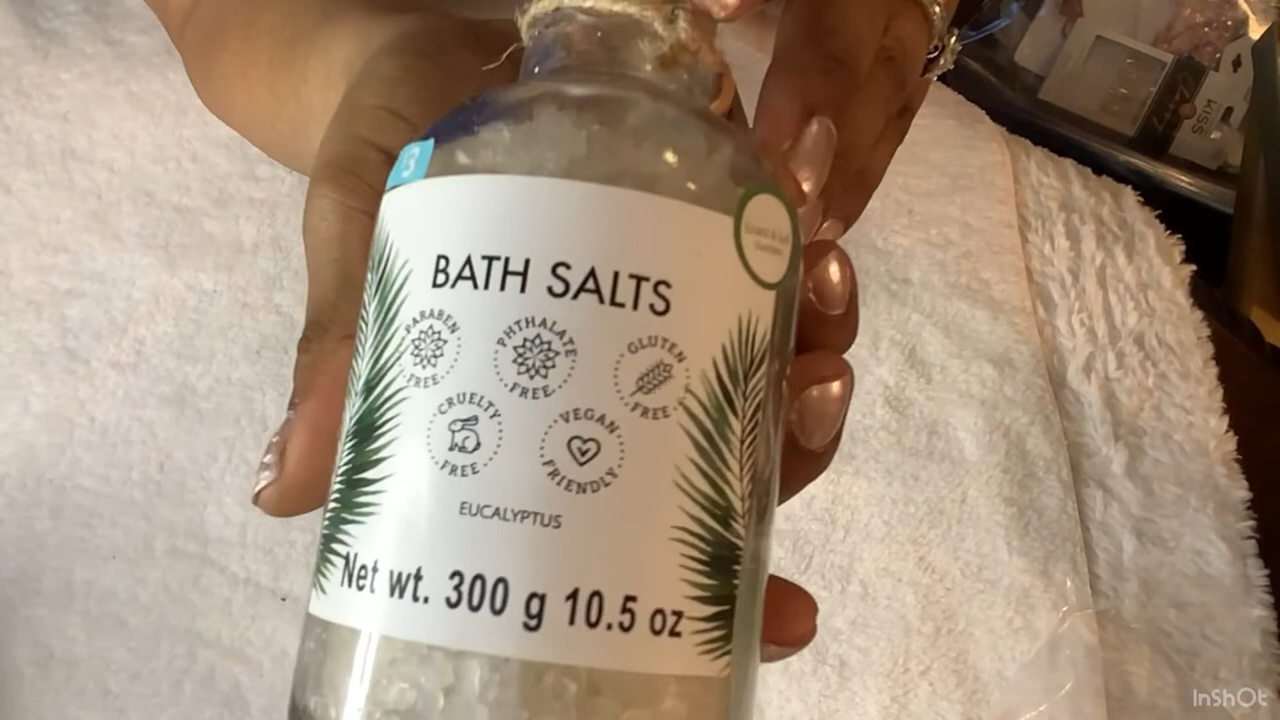 3
BATH SALTS
PARABEN
FREE
PHTHALATE
FREE
GLUTEN
FREE
CRUELTY
FREE
VEGAN
FRIENDLY
EUCALYPTUS
Net wt. 300 g 10.5 oz
KISS
InShOt